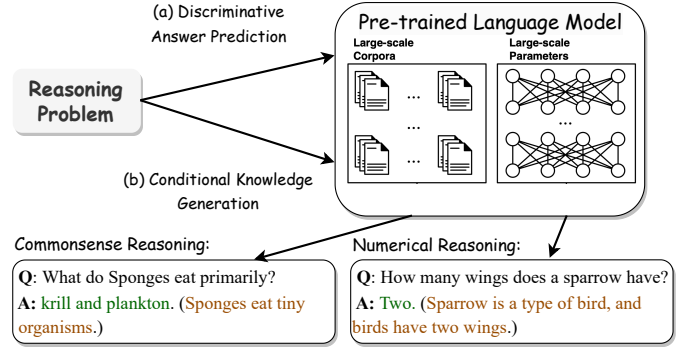 (a) Discriminative
Answer Prediction
Pre-trained Language Model
Large-scale
Corpora
Large-scale
Parameters
Reasoning
Problem
...
...
...
...
(b) Conditional Knowledge
Generation
Commonsense Reasoning:
Q: What do Sponges eat primarily?
A: krill and plankton. (Sponges eat tiny
organisms.)
Numerical Reasoning:
Q: How many wings does a sparrow have?
A: Two. (Sparrow is a type of bird, and
birds have two wings.)